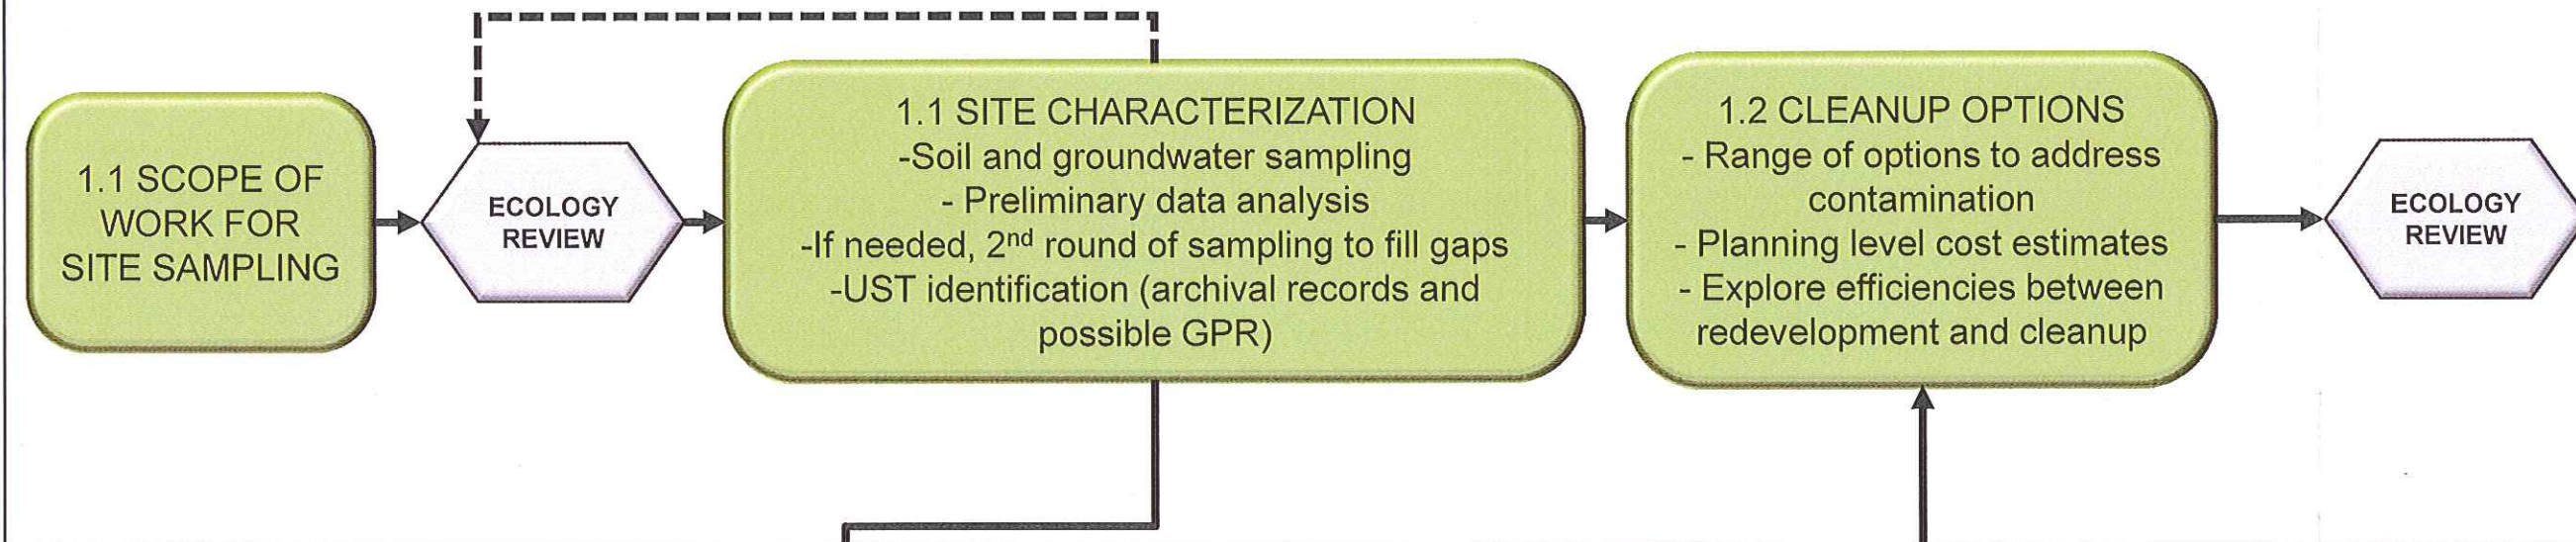 1.1 SCOPE OF
WORK FOR
SITE SAMPLING
ECOLOGY
REVIEW
1.1 SITE CHARACTERIZATION
-Soil and groundwater sampling
- Preliminary data analysis
-If needed, 2nd round of sampling to fill gaps
-UST identification (archival records and
possible GPR)
1.2 CLEANUP OPTIONS
- Range of options to address
contamination
- Planning level cost estimates
- Explore efficiencies between
redevelopment and cleanup
ECOLOGY
REVIEW